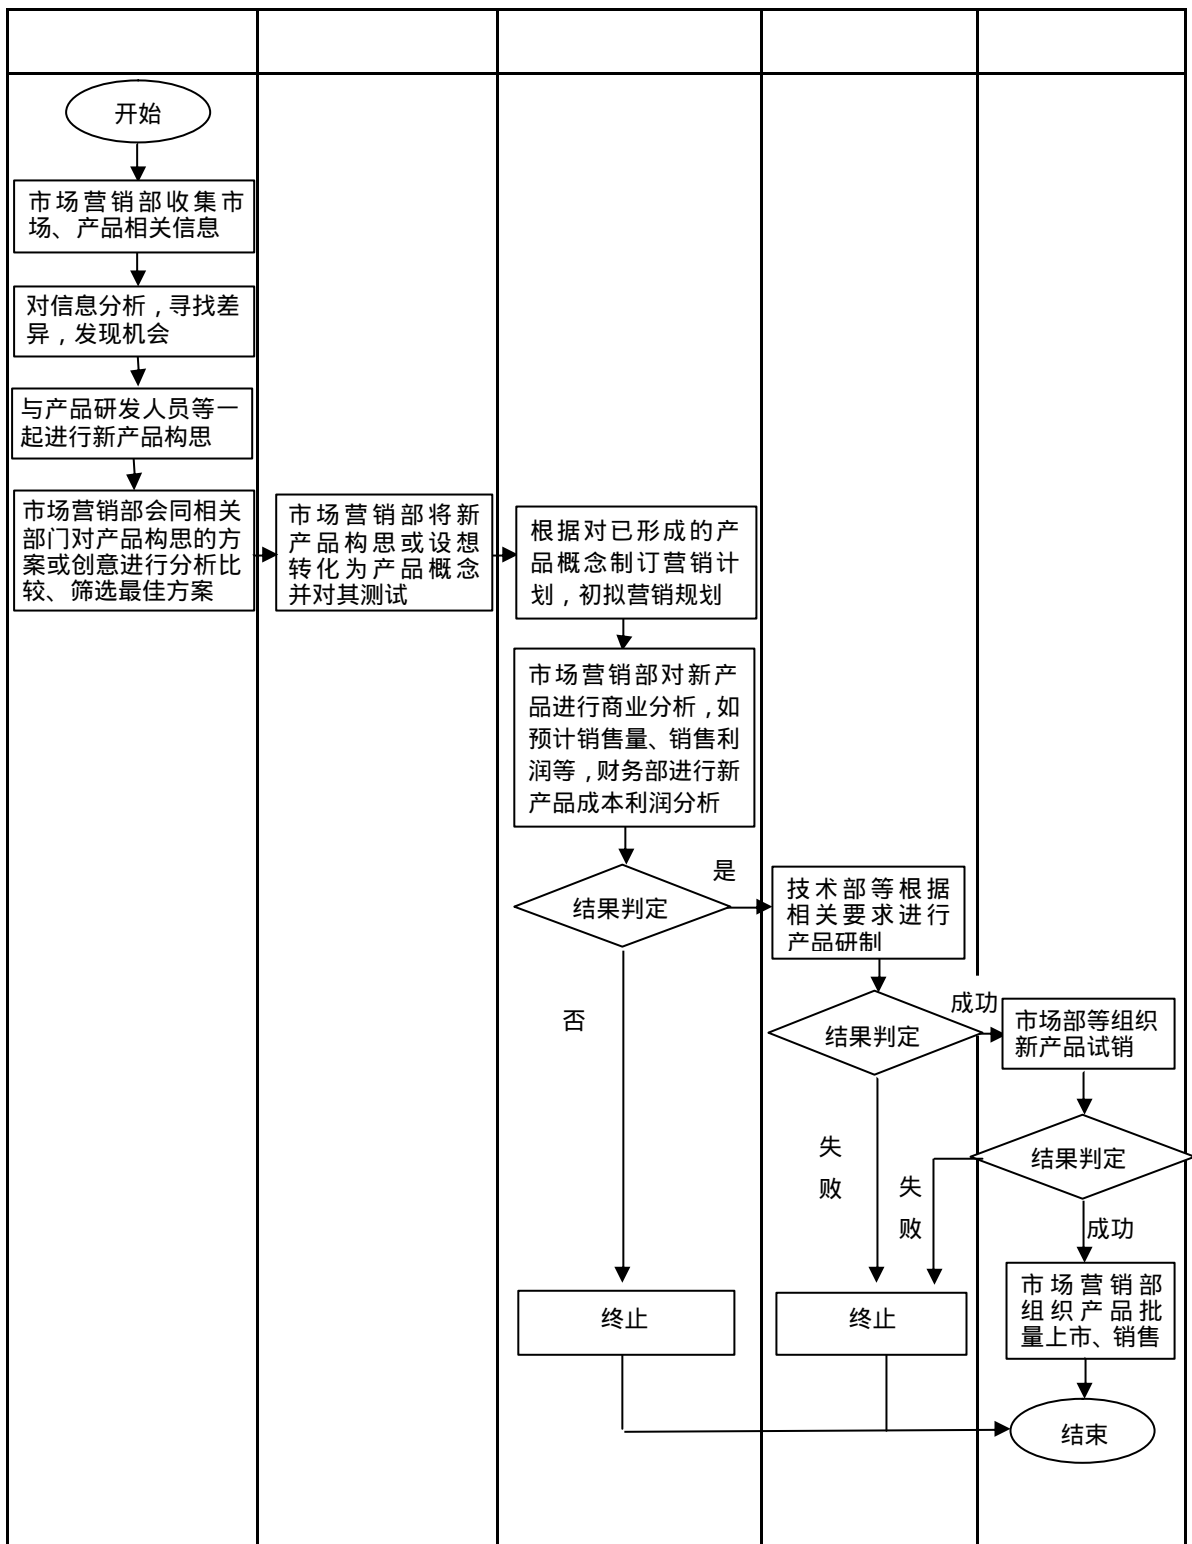 开始
市场营销部收集市
场、产品相关信息
对信息分析，寻找差
异，发现机会
与产品研发人员等一
起进行新产品构思
市场营销部会同相关
部门对产品构思的方
案或创意进行分析比
较、筛选最佳方案
市场营销部将新
产品构思或设想
转化为产品概念
并对其测试
根据对已形成的产
品概念制订营销计
划，初拟营销规划
市场营销部对新产
品进行商业分析，如
预计销售量、销售利
润等，财务部进行新
产品成本利润分析
结果判定
是
否
技术部等根据
相关要求进行
产品研制
结果判定
成功
失
败
市场部等组织
新产品试销
结果判定
失
败
成功
市场营销部
组织产品批
量上市、销售
终止
终止
结束